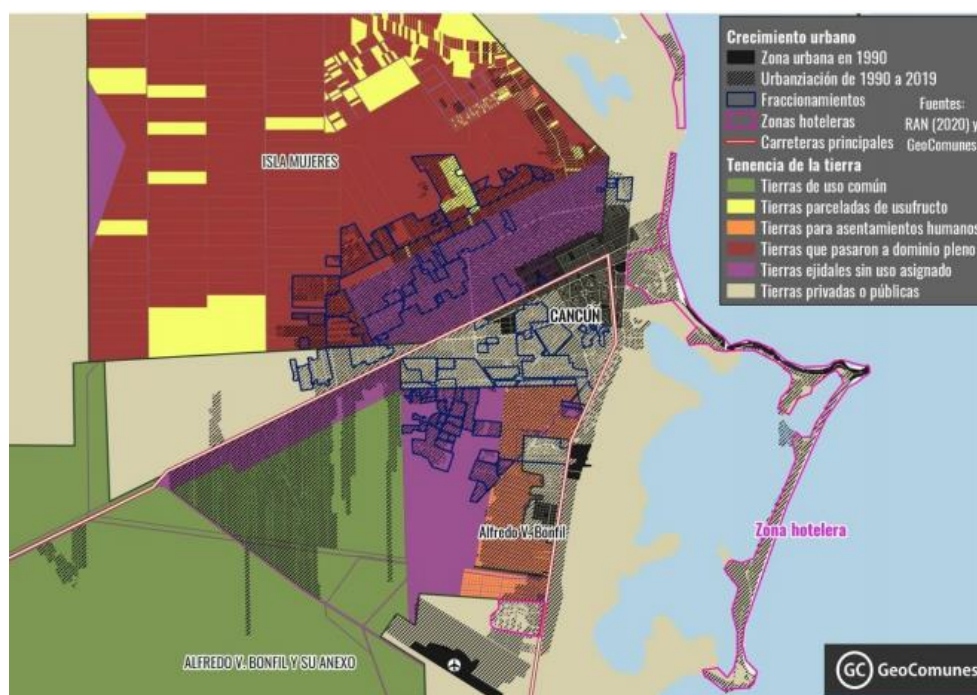 Crecimiento urbano
Zona urbana en 1990
Urbanziación de 1990 a 2019
Fraccionamientos
Zonas hoteleras
Carreteras principales
Fuentes:
RAN (2020) y
GeoComunes
Tenencia de la tierra
Tierras de uso común
Tierras parceladas de usufructo
Tierras para asentamientos humanos
Tierras que pasaron a dominio pleno
Tierras ejidales sin uso asignado
Tierras privadas o públicas
ISLA MUJERES
CANCÚN
Alfredo V. Bonfil
Zona hotelera
ALFREDO V. BONFIL Y SU ANEXO
GC GeoComunes